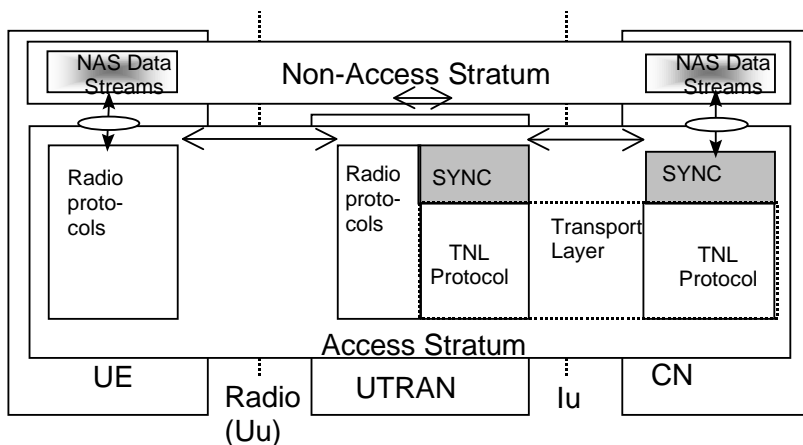 NAS Data
Streams
Non-Access Stratum
NAS Data
Streams
Radio
proto-
cols
Radio
proto-
cols
SYNC
TNL
Protocol
Transport
Layer
SYNC
TNL
Protocol
Access Stratum
UE
Radio
(Uu)
UTRAN
Iu
CN